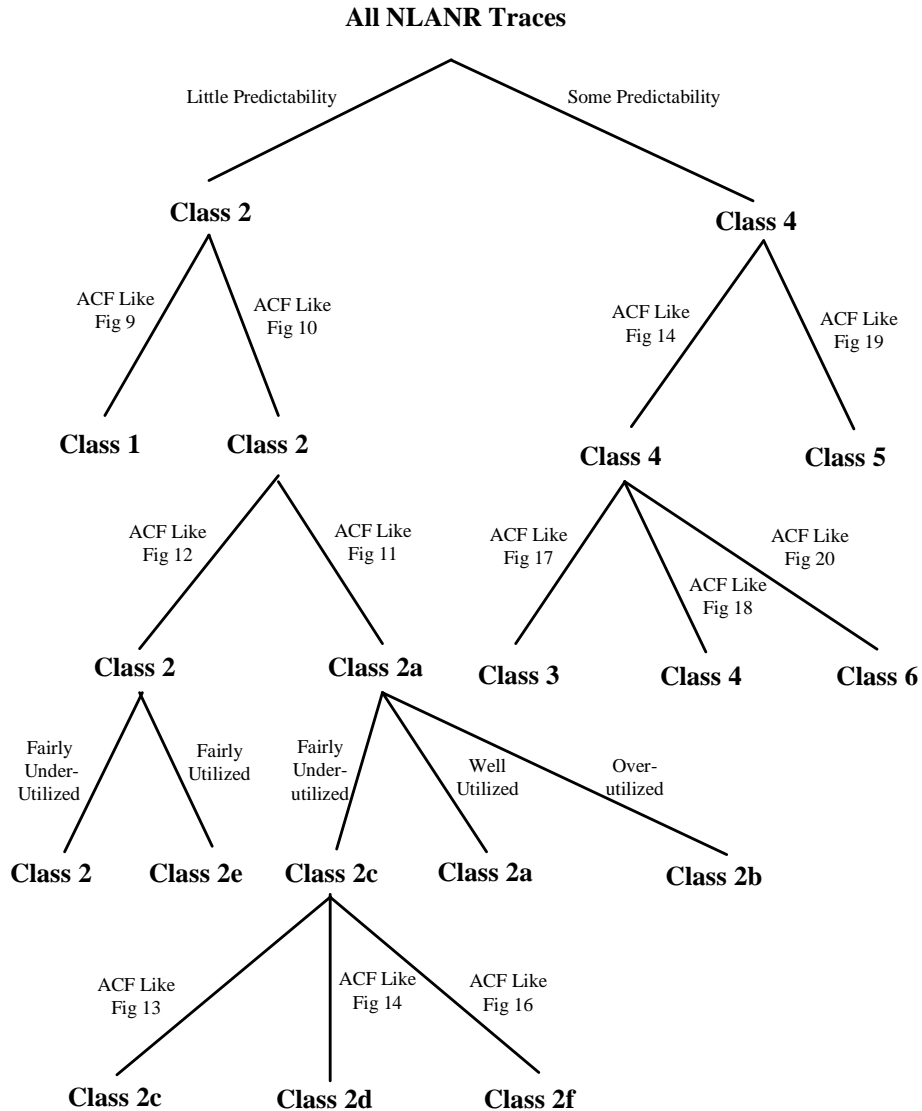 All NLANR Traces
Little Predictability
Some Predictability
Class 2
Class 4
ACF Like
Fig 9
ACF Like
Fig 10
ACF Like
Fig 14
ACF Like
Fig 19
Class 1
Class 2
Class 4
Class 5
ACF Like
Fig 12
ACF Like
Fig 11
ACF Like
Fig 17
ACF Like
Fig 18
ACF Like
Fig 20
Class 2
Class 2a
Class 3
Class 4
Class 6
Fairly
Under-
Utilized
Fairly
Utilized
Fairly
Under-
utilized
Well
Utilized
Over-
utilized
Class 2
Class 2e
Class 2c
Class 2a
Class 2b
ACF Like
Fig 13
ACF Like
Fig 14
ACF Like
Fig 16
Class 2c
Class 2d
Class 2f